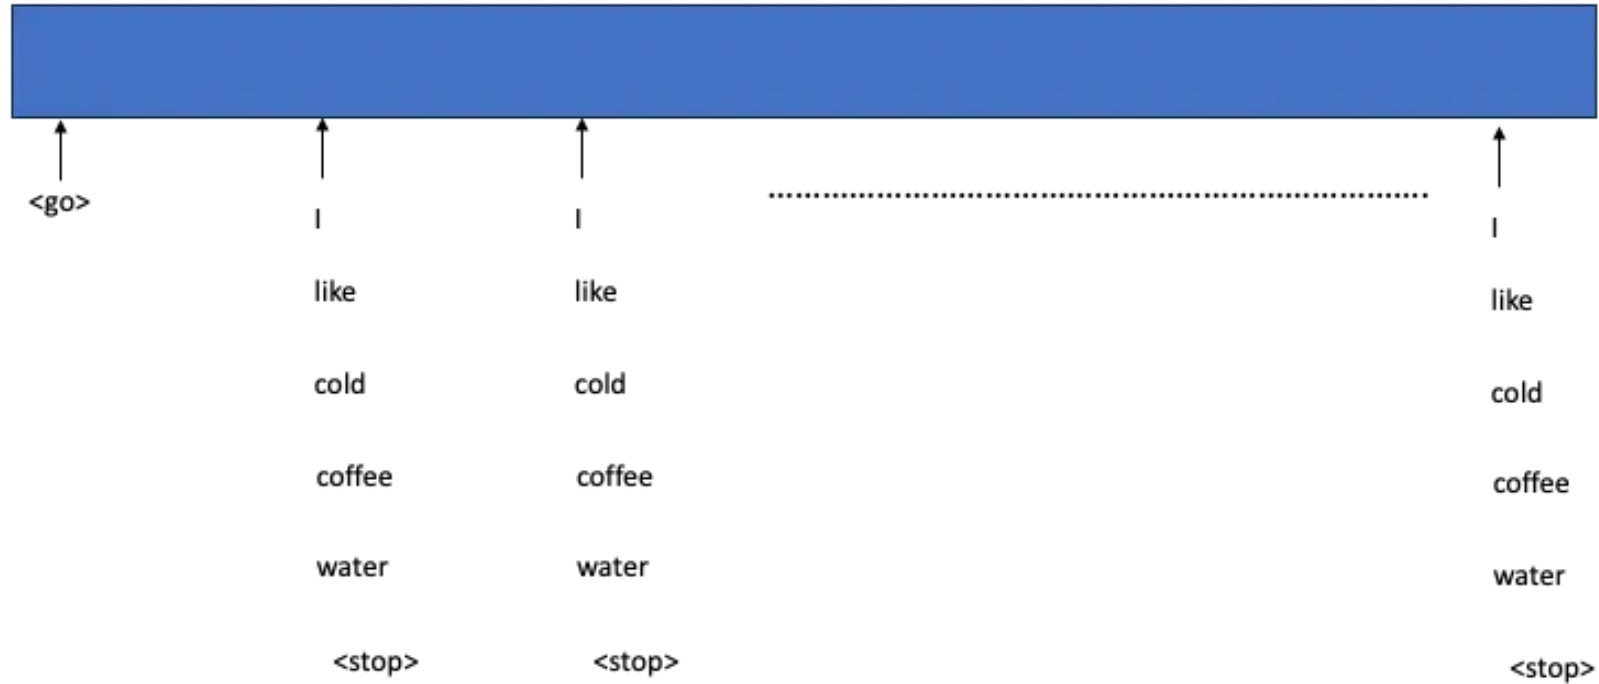 <go>
I
like
cold
coffee
water
<stop>
I
like
cold
coffee
water
<stop>
I
like
cold
coffee
water
<stop>